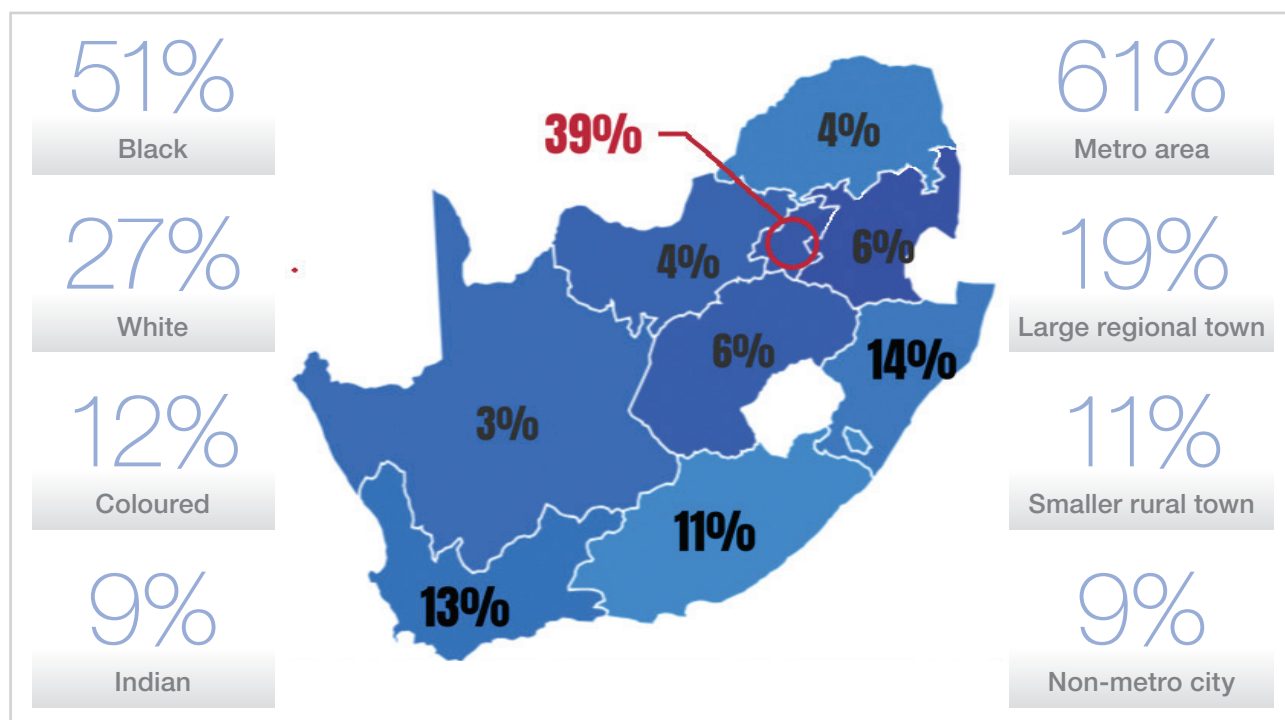 51%
Black
27%
White
12%
Coloured
9%
Indian
39%
4%
4%
6%
6%
14%
3%
11%
13%
61%
Metro area
19%
Large regional town
11%
Smaller rural town
9%
Non-metro city